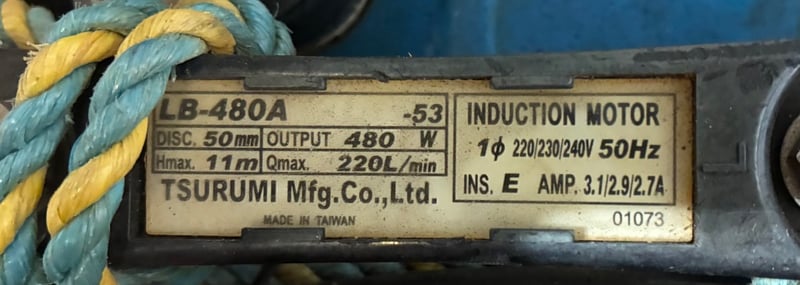 LB-480A -53
DISC. 50mm OUTPUT 480 W
Hmax. 11m Qmax. 220L/min
TSURUMI Mfg.Co.,Ltd.
MADE IN TAIWAN
INDUCTION MOTOR
1ϕ 220/230/240V 50Hz
INS. E AMP. 3.1/2.9/2.7A
01073